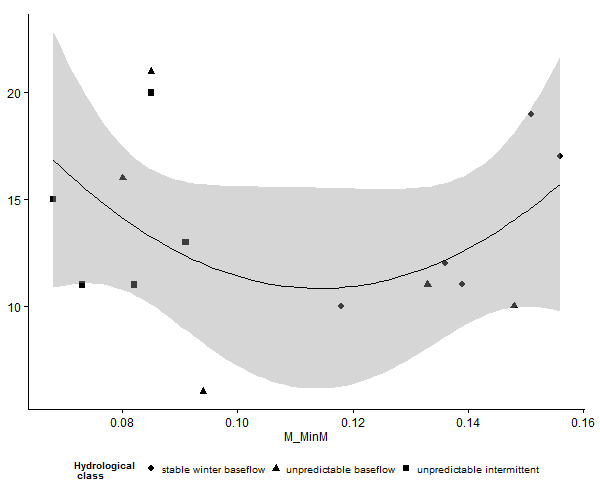 20
15
10
0.08 0.10 0.12 0.14 0.16
M_MinM
Hydrological
class
stable winter baseflow unpredictable baseflow unpredictable intermittent